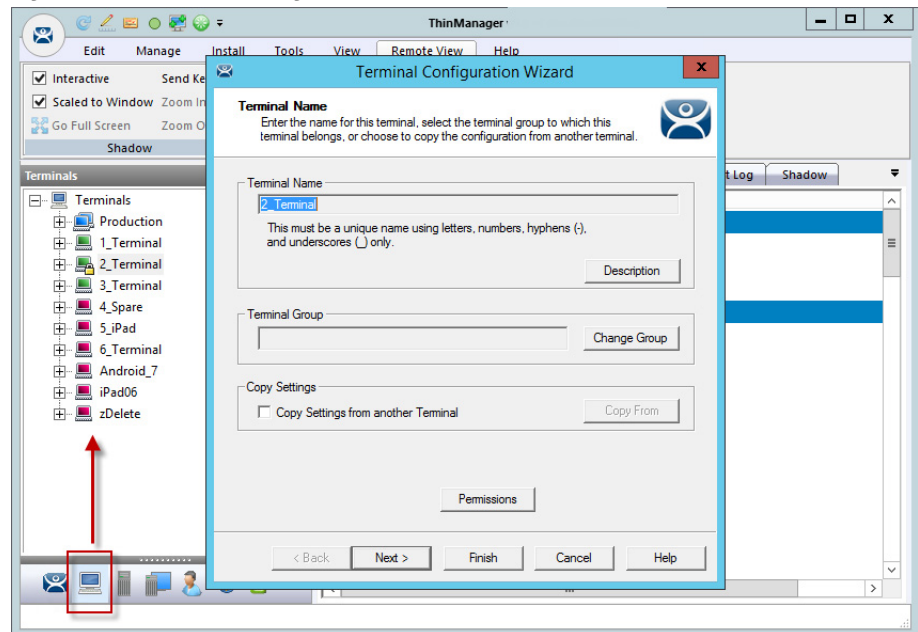 ThinManager
Edit Manage Install Tools View Remote View Help
Interactive Send Ke
Scaled to Window Zoom In
Go Full Screen Zoom O
Shadow
Terminals
Terminals
Production
1_Terminal
2_Terminal
3_Terminal
4_Spare
5_iPad
6_Terminal
Android_7
iPad06
zDelete
Terminal Configuration Wizard
x
Terminal Name
Enter the name for this terminal, select the terminal group to which this
terminal belongs, or choose to copy the configuration from another terminal.
Terminal Name
2_Terminal
This must be a unique name using letters, numbers, hyphens (-),
and underscores (_) only.
Description
Terminal Group
Change Group
Copy Settings
Copy Settings from another Terminal
Copy From
Permissions
< Back Next > Finish Cancel Help
t Log Shadow